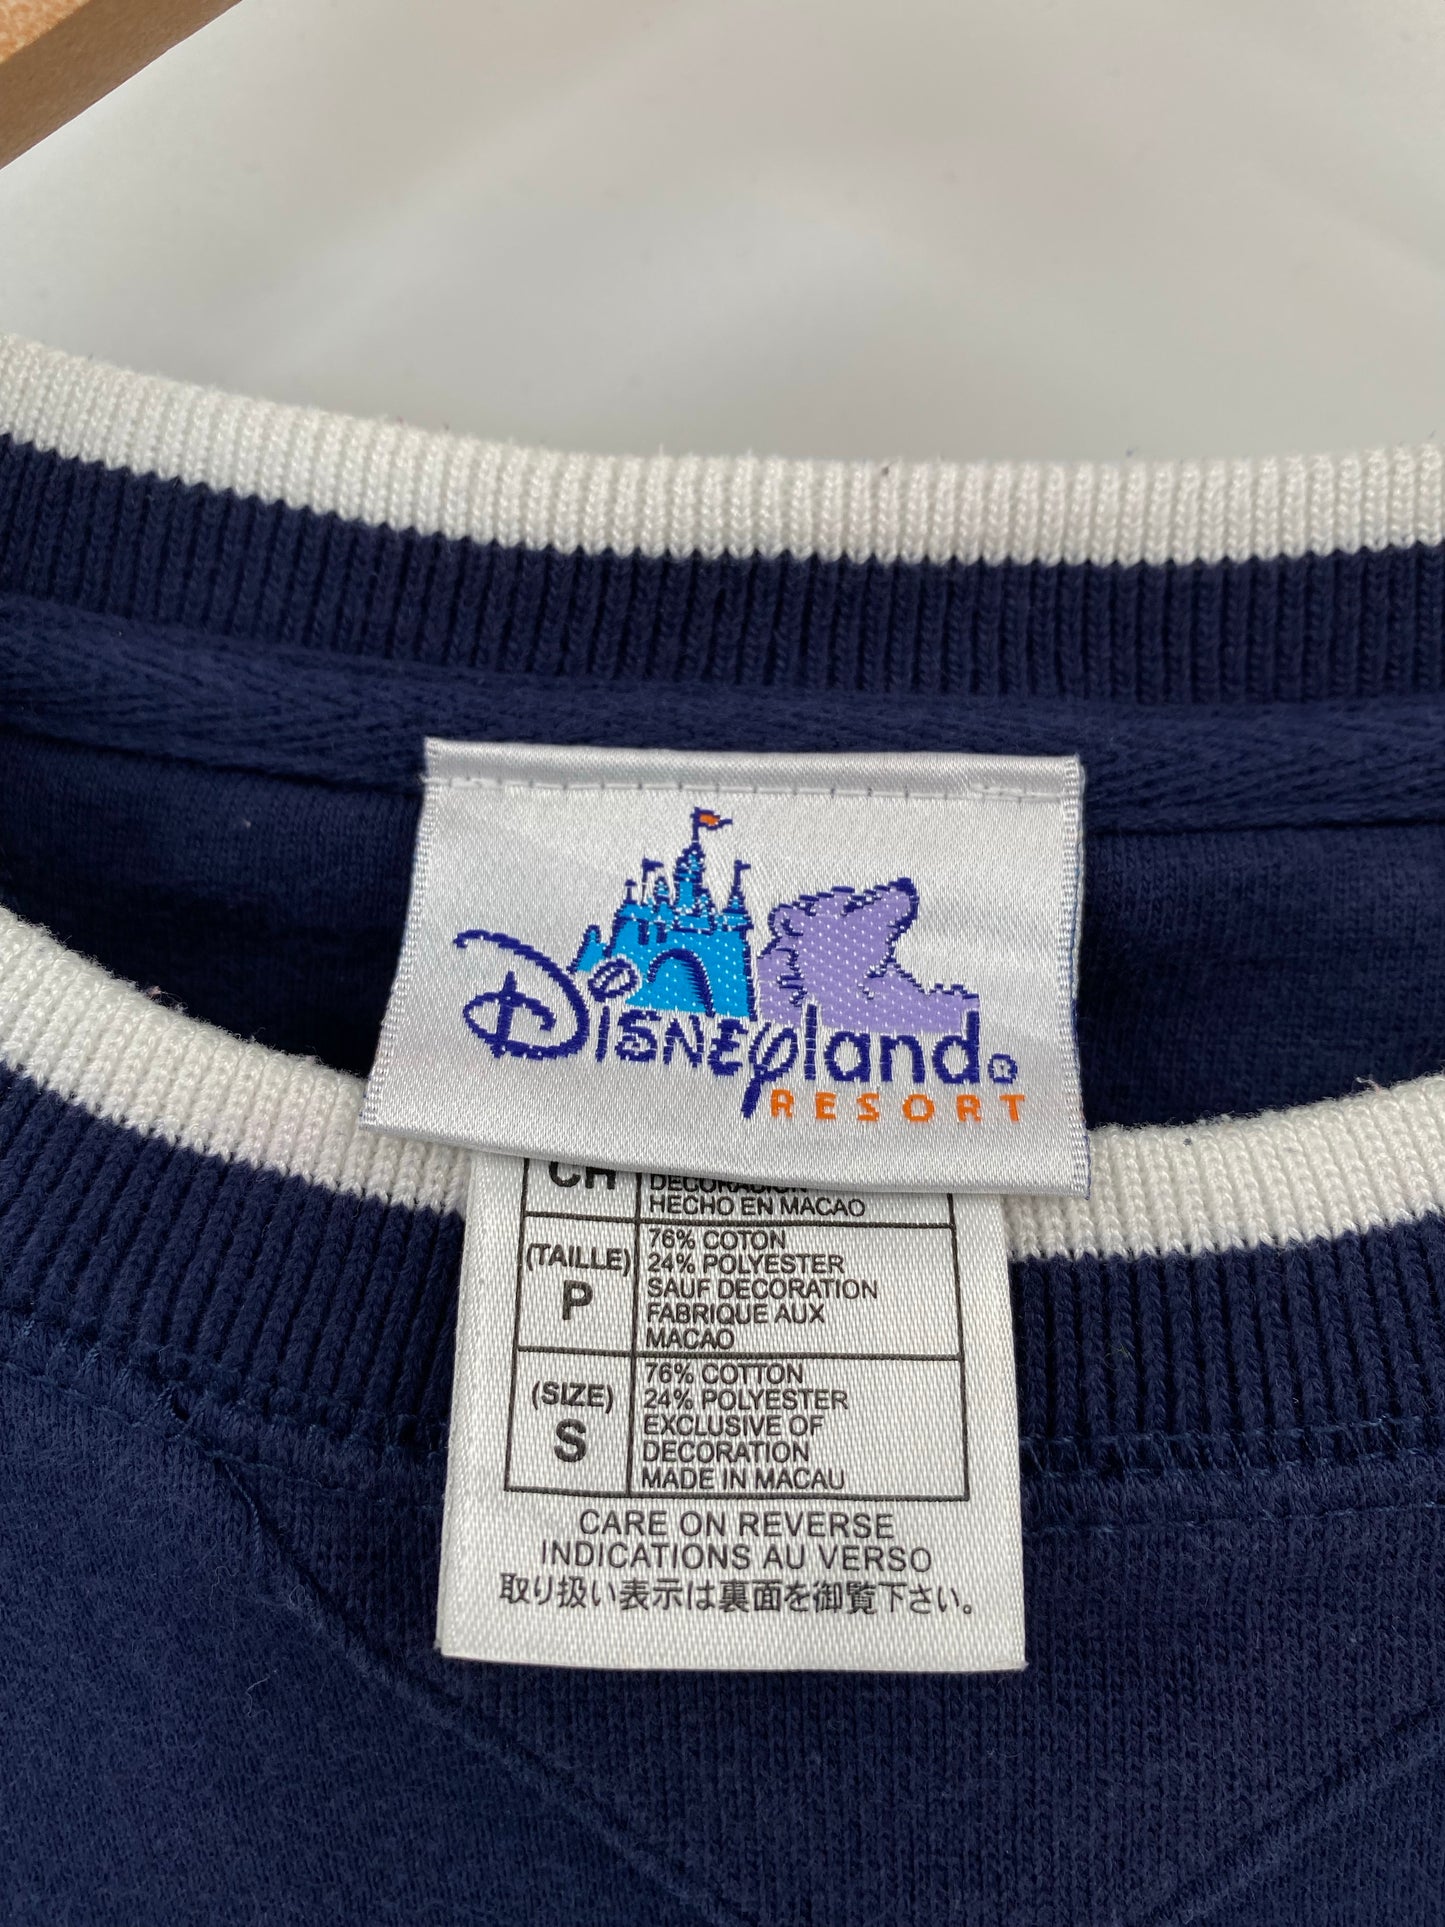 Disneyland®
RESORT
CH
DECORACION
HECHO EN MACAO
(TAILLE)
P
76% COTON
24% POLYESTER
SAUF DECORATION
FABRIQUE AUX
MACAO
(SIZE)
S
76% COTTON
24% POLYESTER
EXCLUSIVE OF
DECORATION
MADE IN MACAU
CARE ON REVERSE
INDICATIONS AU VERSO
取り扱い表示は裏面を御覧下さい。